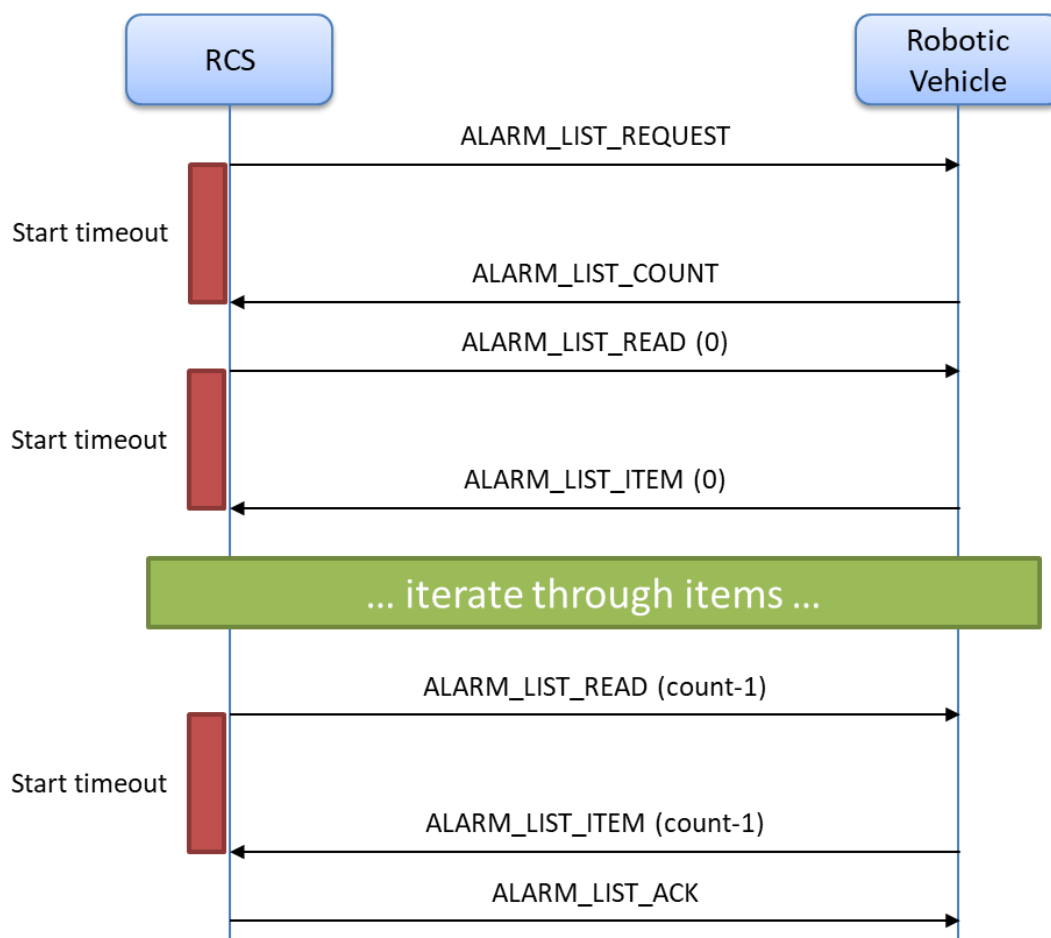 RCS
Robotic
Vehicle
ALARM_LIST_REQUEST
Start timeout
ALARM_LIST_COUNT
ALARM_LIST_READ (0)
Start timeout
ALARM_LIST_ITEM (0)
... iterate through items ...
ALARM_LIST_READ (count-1)
Start timeout
ALARM_LIST_ITEM (count-1)
ALARM_LIST_ACK